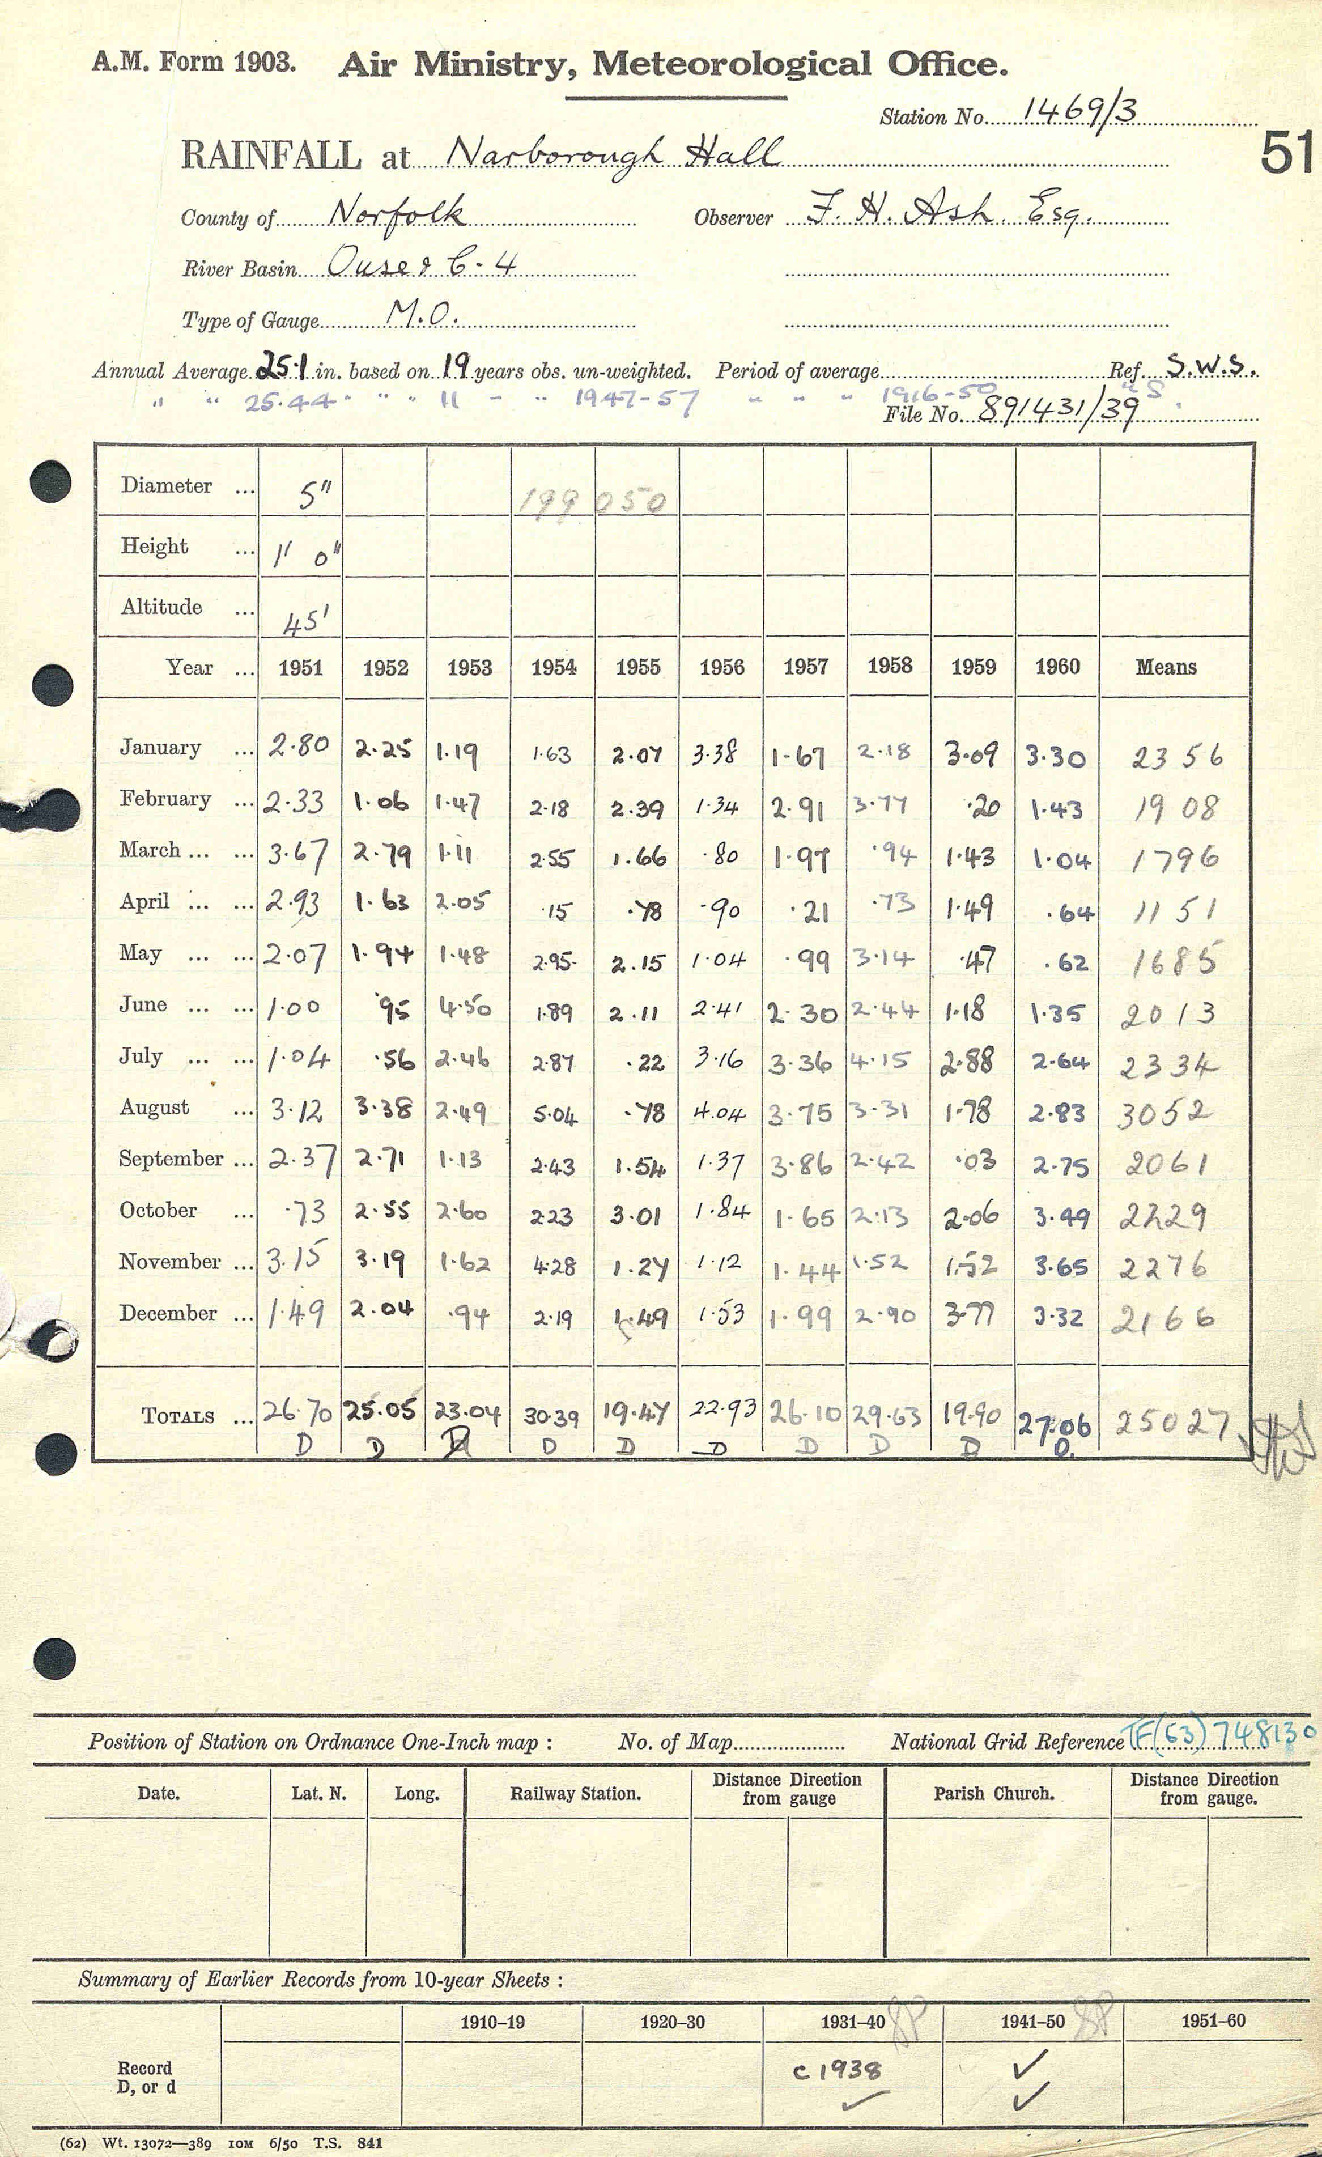 A.M. Form 1903. Air Ministry, Meteorological Office.
Station No. 1469/3
51
RAINFALL at Narborough Hall
County of Norfolk Observer F. H. Ash. Esq.
River Basin Ouse & C - 4
Type of Gauge M.O.
Annual Average 25.1 in. based on 19 years obs. un-weighted. Period of average Ref. S.W.S.
" " 25.44 " " " 11 - " 1947-57 " " " 1916-50 "S.
File No. 891431/39
Diameter ... 5" 199 050
Height ... 1' 0"
Altitude ... 45'
Year ... 1951 1952 1953 1954 1955 1956 1957 1958 1959 1960 Means
January ... 2.80 2.25 1.19 1.63 2.07 3.38 1.67 2.18 3.09 3.30 23 56
February ... 2.33 1.06 1.47 2.18 2.39 1.34 2.91 3.77 .20 1.43 19 08
March ... ... 3.67 2.79 1.11 2.55 1.66 .80 1.97 .94 1.43 1.04 1796
April ... ... 2.93 1.63 2.05 .15 .78 .90 .21 .73 1.49 .64 11 51
May ... ... 2.07 1.94 1.48 2.95 2.15 1.04 .99 3.14 .47 .62 1685
June ... ... 1.00 .95 4.50 1.89 2.11 2.41 2.30 2.44 1.18 1.35 2013
July ... ... 1.04 .56 2.46 2.87 .22 3.16 3.36 4.15 2.88 2.64 2334
August ... 3.12 3.38 2.49 5.04 .78 4.04 3.75 3.31 1.78 2.83 3052
September ... 2.37 2.71 1.13 2.43 1.54 1.37 3.86 2.42 .03 2.75 2061
October ... .73 2.55 2.60 2.23 3.01 1.84 1.65 2.13 2.06 3.49 2229
November ... 3.15 3.19 1.62 4.28 1.27 1.12 1.44 1.52 1.52 3.65 2276
December ... 1.49 2.04 .94 2.19 1.49 1.53 1.99 2.90 3.77 3.32 2166
TOTALS ... 26.70 25.05 23.04 30.39 19.47 22.93 26.10 29.63 19.90 27.06 25027
D D D D D D D D D D.
Position of Station on Ordnance One-Inch map : No. of Map National Grid Reference TF(53) 748130
Date. Lat. N. Long. Railway Station. Distance Direction from gauge Parish Church. Distance Direction from gauge.
Summary of Earlier Records from 10-year Sheets :
1910-19 1920-30 1931-40 1941-50 1951-60
Record c 1938 ✓
D, or d ✓ ✓
(62) Wt. 13072—389 10M 6/50 T.S. 841